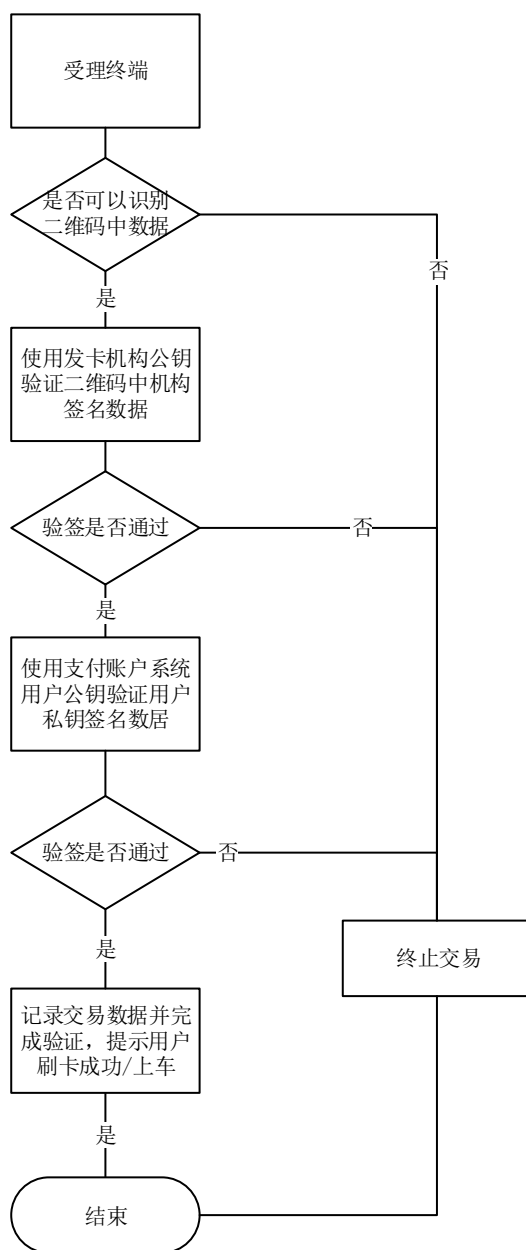 受理终端
是否可以识别
二维码中数据
否
是
使用发卡机构公钥
验证二维码中机构
签名数据
验签是否通过
否
是
使用支付账户系统
用户公钥验证用户
私钥签名数居
验签是否通过
否
是
终止交易
记录交易数据并完
成验证，提示用户
刷卡成功/上车
是
结束